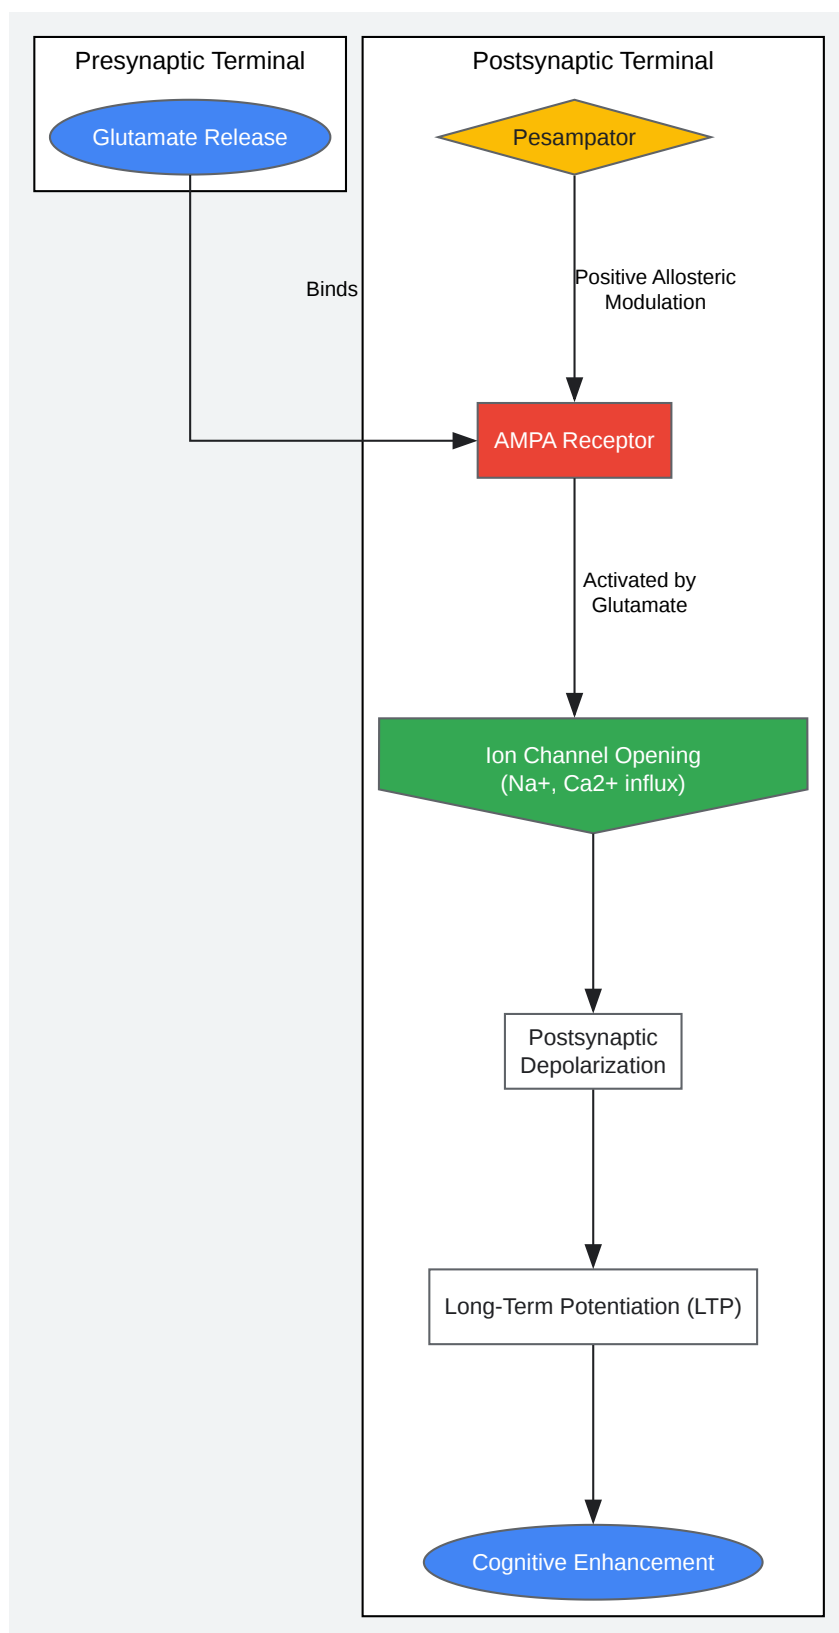 Presynaptic Terminal
Postsynaptic Terminal
Glutamate Release
Pesampator
Binds
Positive Allosteric
Modulation
AMPA Receptor
Activated by
Glutamate
Ion Channel Opening
(Na+, Ca2+ influx)
Postsynaptic
Depolarization
Long-Term Potentiation (LTP)
Cognitive Enhancement